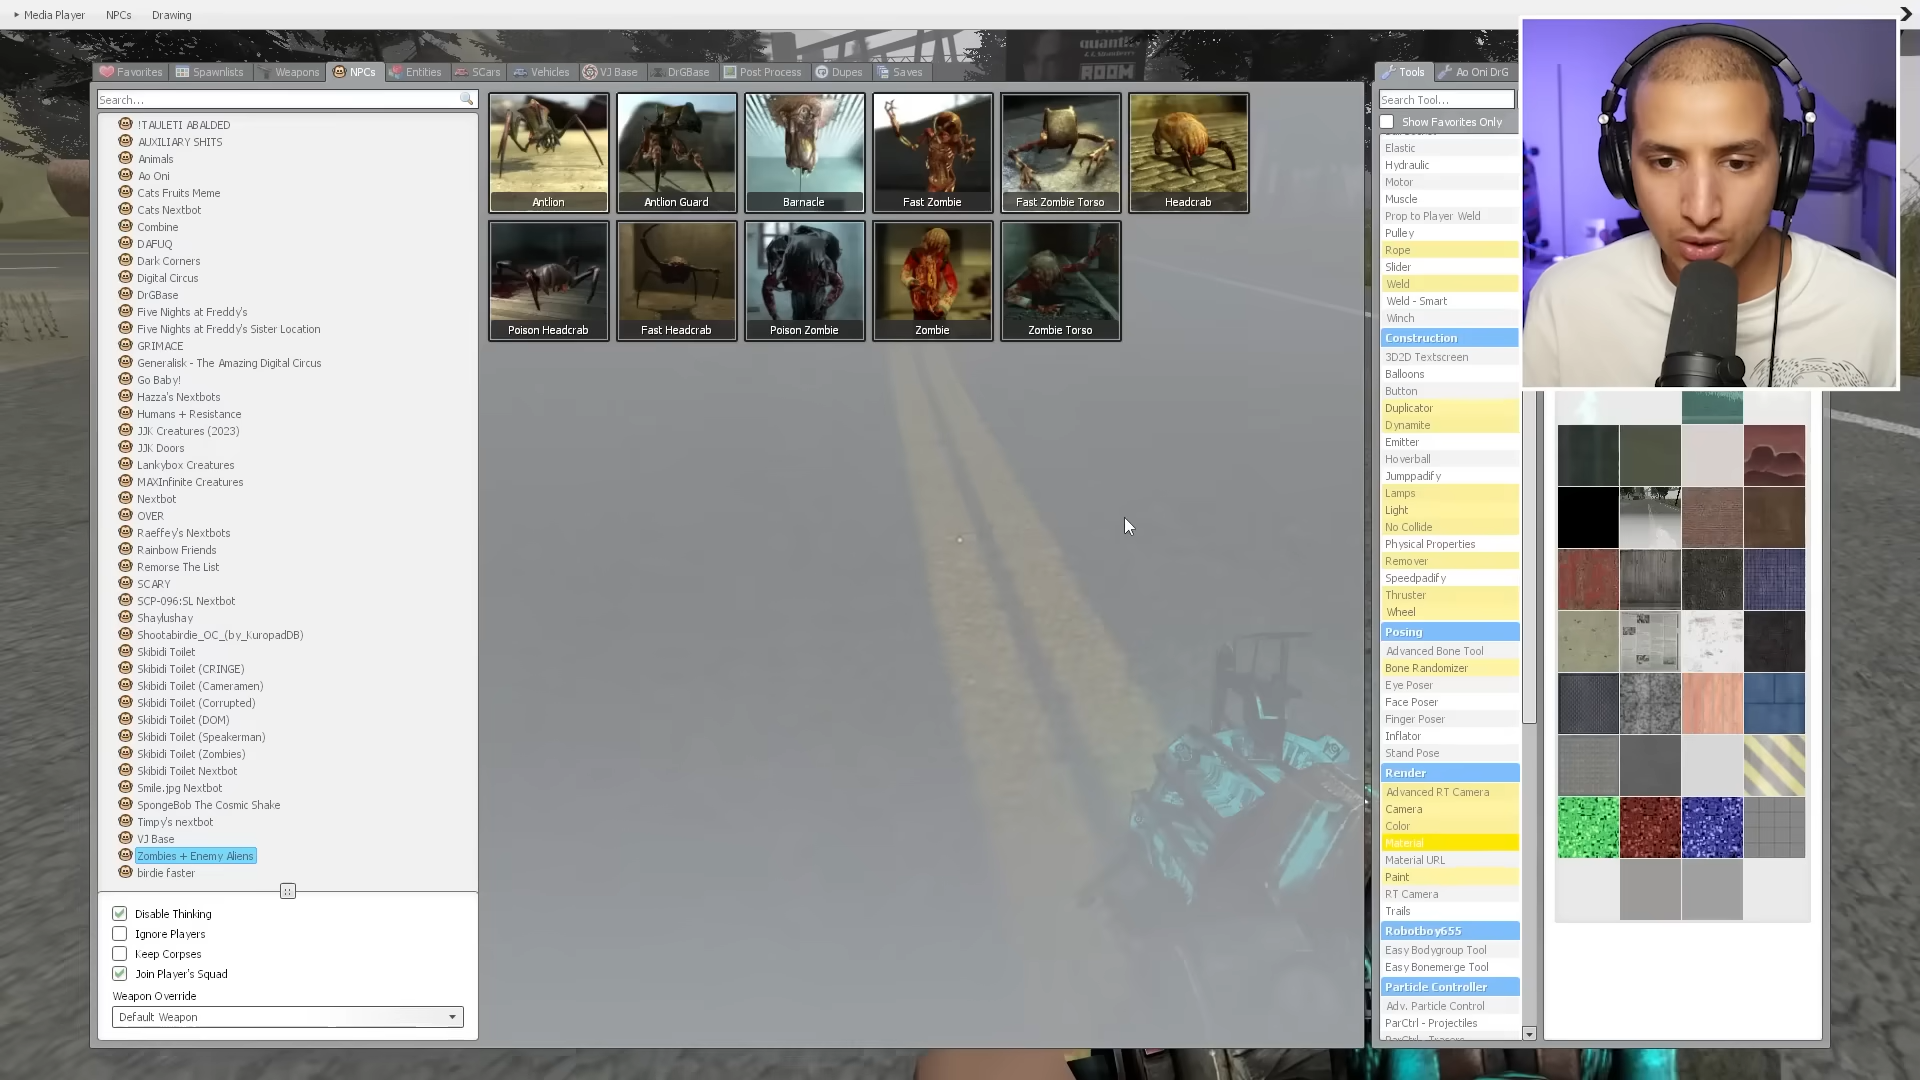 Media Player NPCs Drawing
quantity
ROOM
Favorites Spawnlists Weapons NPCs Entities SCars Vehicles VJ Base DrGBase Post Process Dupes Saves
Search...
!TAULETI ABALDED
AUXILIARY SHITS
Animals
Ao Oni
Cats Fruits Meme
Cats Nextbot
Combine
DAFUQ
Dark Corners
Digital Circus
DrGBase
Five Nights at Freddy's
Five Nights at Freddy's Sister Location
GRIMACE
Generalisk - The Amazing Digital Circus
Go Baby!
Hazza's Nextbots
Humans + Resistance
JJK Creatures (2023)
JJK Doors
Lankybox Creatures
MAXInfinite Creatures
Nextbot
OVER
Raeffey's Nextbots
Rainbow Friends
Remorse The List
SCARY
SCP-096:SL Nextbot
Shaylushay
Shootabirdie_OC_(by_KuropadDB)
Skibidi Toilet
Skibidi Toilet (CRINGE)
Skibidi Toilet (Cameramen)
Skibidi Toilet (Corrupted)
Skibidi Toilet (DOM)
Skibidi Toilet (Speakerman)
Skibidi Toilet (Zombies)
Skibidi Toilet Nextbot
Smile.jpg Nextbot
SpongeBob The Cosmic Shake
Timpy's nextbot
VJ Base
Zombies + Enemy Aliens
birdie faster
Disable Thinking
Ignore Players
Keep Corpses
Join Player's Squad
Weapon Override
Default Weapon
Antlion Antlion Guard Barnacle Fast Zombie Fast Zombie Torso Headcrab
Poison Headcrab Fast Headcrab Poison Zombie Zombie Zombie Torso
Tools Ao Oni DrG
Search Tool...
Show Favorites Only
Elastic
Hydraulic
Motor
Muscle
Prop to Player Weld
Pulley
Rope
Slider
Weld
Weld - Smart
Winch
Construction
3D2D Textscreen
Balloons
Button
Duplicator
Dynamite
Emitter
Hoverball
Jumppadify
Lamps
Light
No Collide
Physical Properties
Remover
Speedpadify
Thruster
Wheel
Posing
Advanced Bone Tool
Bone Randomizer
Eye Poser
Face Poser
Finger Poser
Inflator
Stand Pose
Render
Advanced RT Camera
Camera
Color
Material
Material URL
Paint
RT Camera
Trails
Robotboy655
Easy Bodygroup Tool
Easy Bonemerge Tool
Particle Controller
Adv. Particle Control
ParCtrl - Projectiles
ParCtrl - Tracers